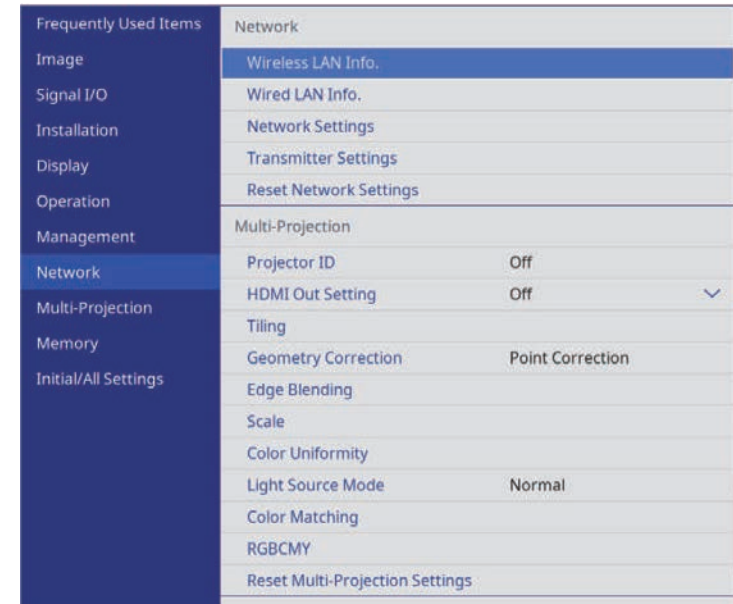 Frequently Used Items
Image
Signal I/O
Installation
Display
Operation
Management
Network
Multi-Projection
Memory
Initial/All Settings
Network
Wireless LAN Info.
Wired LAN Info.
Network Settings
Transmitter Settings
Reset Network Settings
Multi-Projection
Projector ID Off
HDMI Out Setting Off
Tiling
Geometry Correction Point Correction
Edge Blending
Scale
Color Uniformity
Light Source Mode Normal
Color Matching
RGBCMY
Reset Multi-Projection Settings